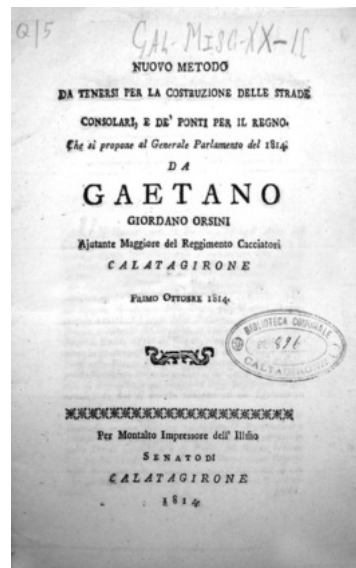 Q|5
GAL-MISC-XX-
NUOVO METODO
DA TENERSI PER LA COSTRUZIONE DELLE STRADE
CONSOLARI, E DE' PONTI PER IL REGNO.
Che si propone al Generale Parlamento del 1814.
DA
GAETANO
GIORDANO ORSINI
Ajutante Maggiore del Reggimento Cacciatori
CALATAGIRONE
PRIMO OTTOBRE 1814.
BIBLIOTECA COMUNALE
696
CALTAGIRONE
Per Montalto Impressore dell' Illño
SENATO DI
CALATAGIRONE
1814.